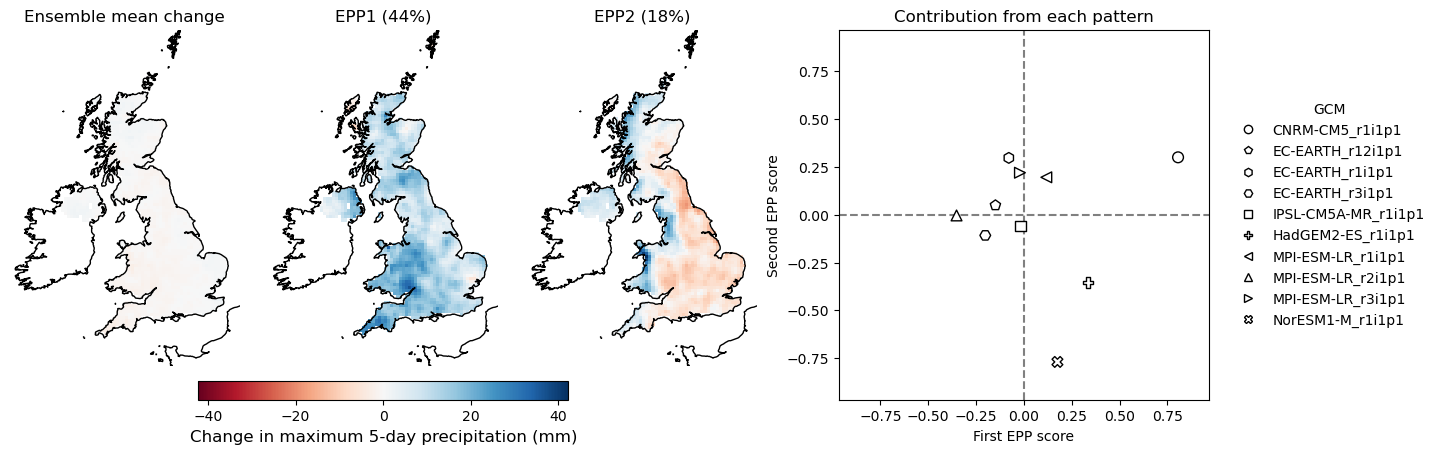 Ensemble mean change
EPP1 (44%)
EPP2 (18%)
Contribution from each pattern
−40
−20
0
20
40
Change in maximum 5-day precipitation (mm)
Second EPP score
0.75
0.50
0.25
0.00
−0.25
−0.50
−0.75
−0.75
−0.50
−0.25
0.00
0.25
0.50
0.75
First EPP score
GCM
CNRM-CM5_r1i1p1
EC-EARTH_r12i1p1
EC-EARTH_r1i1p1
EC-EARTH_r3i1p1
IPSL-CM5A-MR_r1i1p1
HadGEM2-ES_r1i1p1
MPI-ESM-LR_r1i1p1
MPI-ESM-LR_r2i1p1
MPI-ESM-LR_r3i1p1
NorESM1-M_r1i1p1